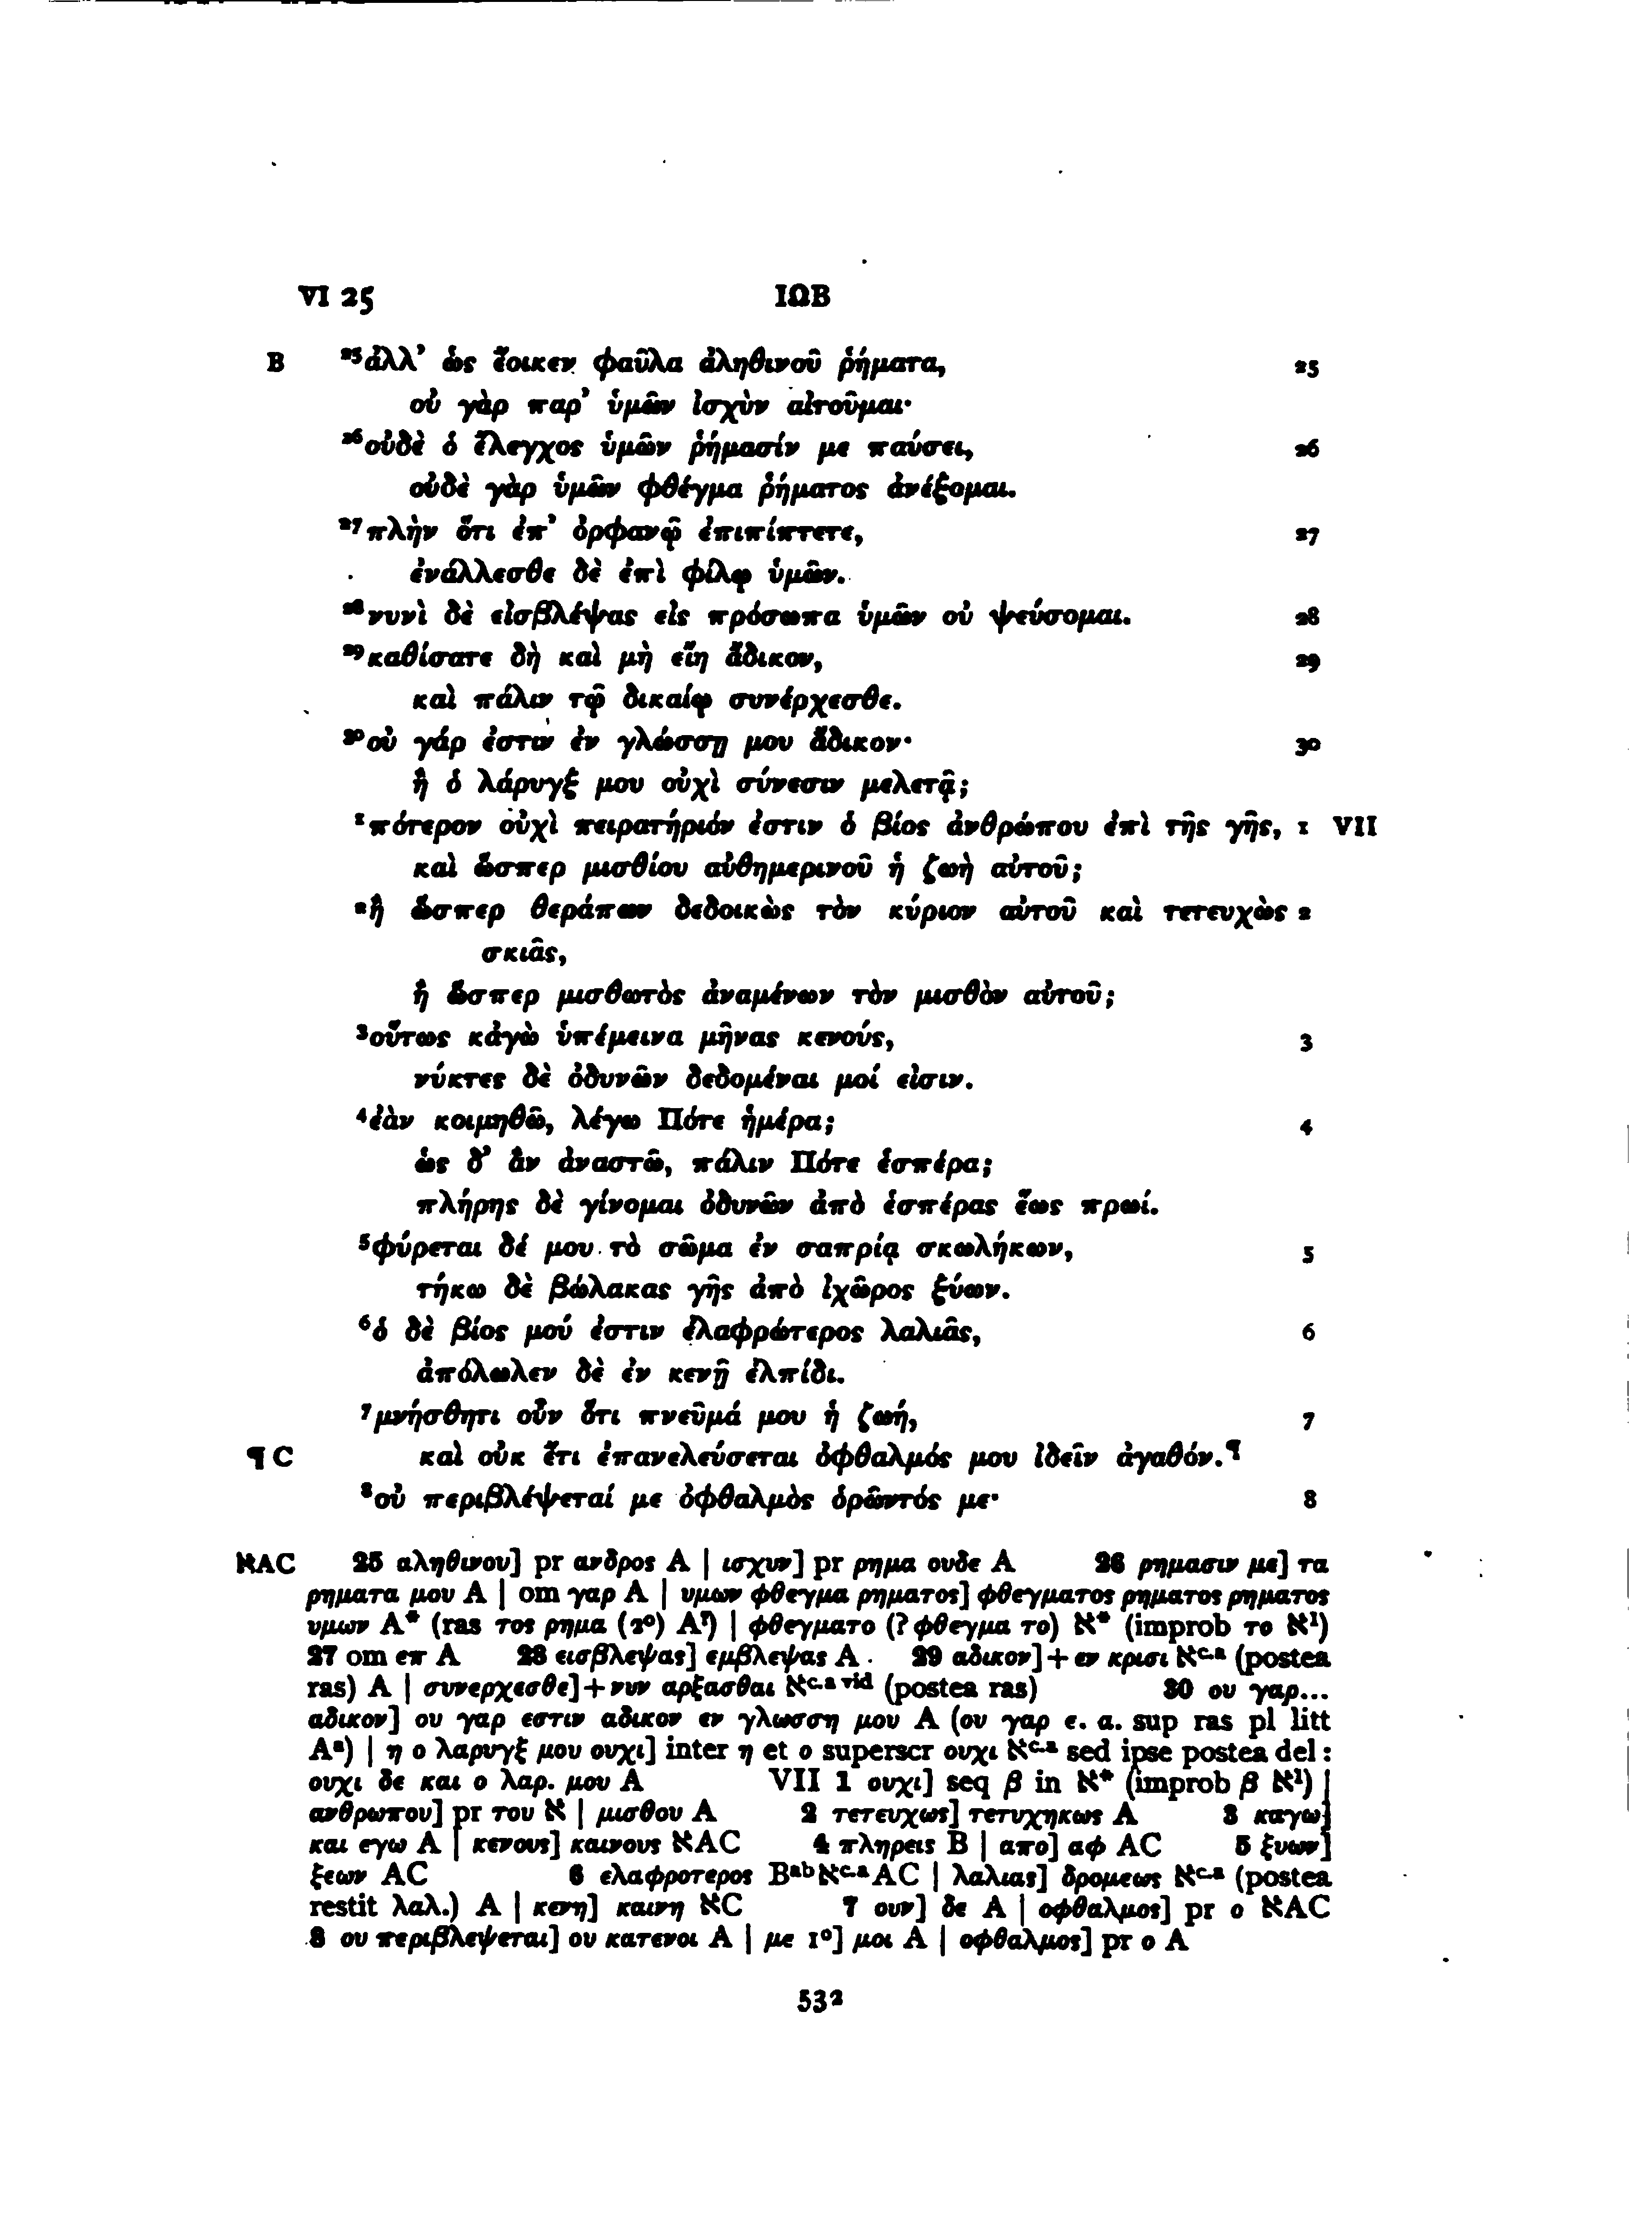 VI 25 ΙΩΒ
B ²⁵ἀλλ’ ὡς ἔοικεν φαῦλα ἀληθινοῦ ῥήματα, 25
οὐ γὰρ παρ’ ὑμῶν ἰσχὺν αἰτοῦμαι·
²⁶οὐδὲ ὁ ἔλεγχος ὑμῶν ῥήμασίν με παύσει, 26
οὐδὲ γὰρ ὑμῶν φθέγμα ῥήματος ἀνέξομαι.
²⁷πλὴν ὅτι ἐπ’ ὀρφανῷ ἐπιπίπτετε, 27
ἐνάλλεσθε δὲ ἐπὶ φίλῳ ὑμῶν.
²⁸νυνὶ δὲ εἰσβλέψας εἰς πρόσωπα ὑμῶν οὐ ψεύσομαι. 28
²⁹καθίσατε δὴ καὶ μὴ εἴη ἄδικον, 29
καὶ πάλιν τῷ δικαίῳ συνέρχεσθε.
³⁰οὐ γάρ ἐστιν ἐν γλώσσῃ μου ἄδικον· 30
ἢ ὁ λάρυγξ μου οὐχὶ σύνεσιν μελετᾷ;
¹πότερον οὐχὶ πειρατήριόν ἐστιν ὁ βίος ἀνθρώπου ἐπὶ τῆς γῆς, 1 VII
καὶ ὥσπερ μισθίου αὐθημερινοῦ ἡ ζωὴ αὐτοῦ;
²ἢ ὥσπερ θεράπων δεδοικὼς τὸν κύριον αὐτοῦ καὶ τετευχὼς 2
σκιᾶς,
ἢ ὥσπερ μισθωτὸς ἀναμένων τὸν μισθὸν αὐτοῦ;
³οὕτως κἀγὼ ὑπέμεινα μῆνας κενούς, 3
νύκτες δὲ ὀδυνῶν δεδομέναι μοί εἰσιν.
⁴ἐὰν κοιμηθῶ, λέγω Πότε ἡμέρα; 4
ὡς δ’ ἂν ἀναστῶ, πάλιν Πότε ἑσπέρα;
πλήρης δὲ γίνομαι ὀδυνῶν ἀπὸ ἑσπέρας ἕως πρωί.
⁵φύρεται δέ μου τὸ σῶμα ἐν σαπρίᾳ σκωλήκων, 5
τήκω δὲ βώλακας γῆς ἀπὸ ἰχῶρος ξύων.
⁶ὁ δὲ βίος μού ἐστιν ἐλαφρώτερος λαλιᾶς, 6
ἀπόλωλεν δὲ ἐν κενῇ ἐλπίδι.
⁷μνήσθητι οὖν ὅτι πνεῦμά μου ἡ ζωή, 7
¶ C καὶ οὐκ ἔτι ἐπανελεύσεται ὀφθαλμός μου ἰδεῖν ἀγαθόν.¶
⁸οὐ περιβλέψεταί με ὀφθαλμὸς ὁρῶντός με· 8
אAC 25 αληθινου] pr ανδρος A | ισχυν] pr ρημα ουδε A 26 ρημασιν με] τα
ρηματα μου A | om γαρ A | υμων φθεγμα ρηματος] φθεγματος ρηματος ρηματος
υμων A* (ras τος ρημα (2⁰) A?) | φθεγματο (? φθεγμα το) א* (improb το א¹)
27 om επ A 28 εισβλεψας] εμβλεψας A 29 αδικον]+εν κρισι אᶜ·ᵃ (postea
ras) A | συνερχεσθε]+νυν αρξασθαι אᶜ·ᵃ ᵛⁱᵈ (postea ras) 30 ου γαρ...
αδικον] ου γαρ εστιν αδικον εν γλωσση μου A (ου γαρ ε. α. sup ras pl litt
Aᵃ) | η ο λαρυγξ μου ουχι] inter η et ο superscr ουχι אᶜ·ᵃ sed ipse postea del:
ουχι δε και ο λαρ. μου A VII 1 ουχι] seq β in א* (improb β א¹) |
ανθρωπου] pr του א | μισθου A 2 τετευχως] τετυχηκως A 3 καγω]
και εγω A | κενους] καινους אAC 4 πληρεις B | απο] αφ AC 5 ξυων]
ξεων AC 6 ελαφροτερος Bᵃᵇאᶜ·ᵃAC | λαλιας] δρομεως אᶜ·ᵃ (postea
restit λαλ.) A | κενη] καινη אC 7 ουν] δε A | οφθαλμος] pr ο אAC
8 ου περιβλεψεται] ου κατενοι A | με 1⁰] μοι A | οφθαλμος] pr ο A
532